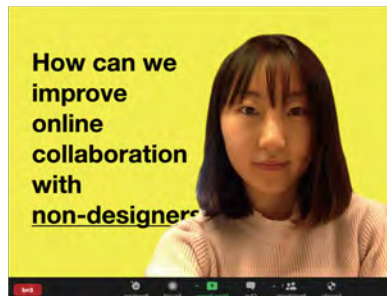 How can we
improve
online
collaboration
with
non-designers